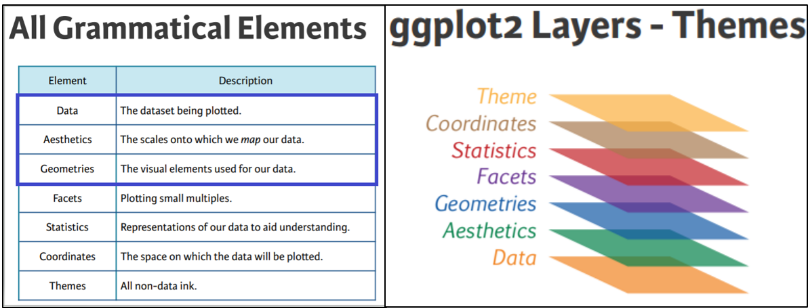 All Grammatical Elements
Element Description
Data The dataset being plotted.
Aesthetics The scales onto which we map our data.
Geometries The visual elements used for our data.
Facets Plotting small multiples.
Statistics Representations of our data to aid understanding.
Coordinates The space on which the data will be plotted.
Themes All non-data ink.
ggplot2 Layers - Themes
Theme
Coordinates
Statistics
Facets
Geometries
Aesthetics
Data